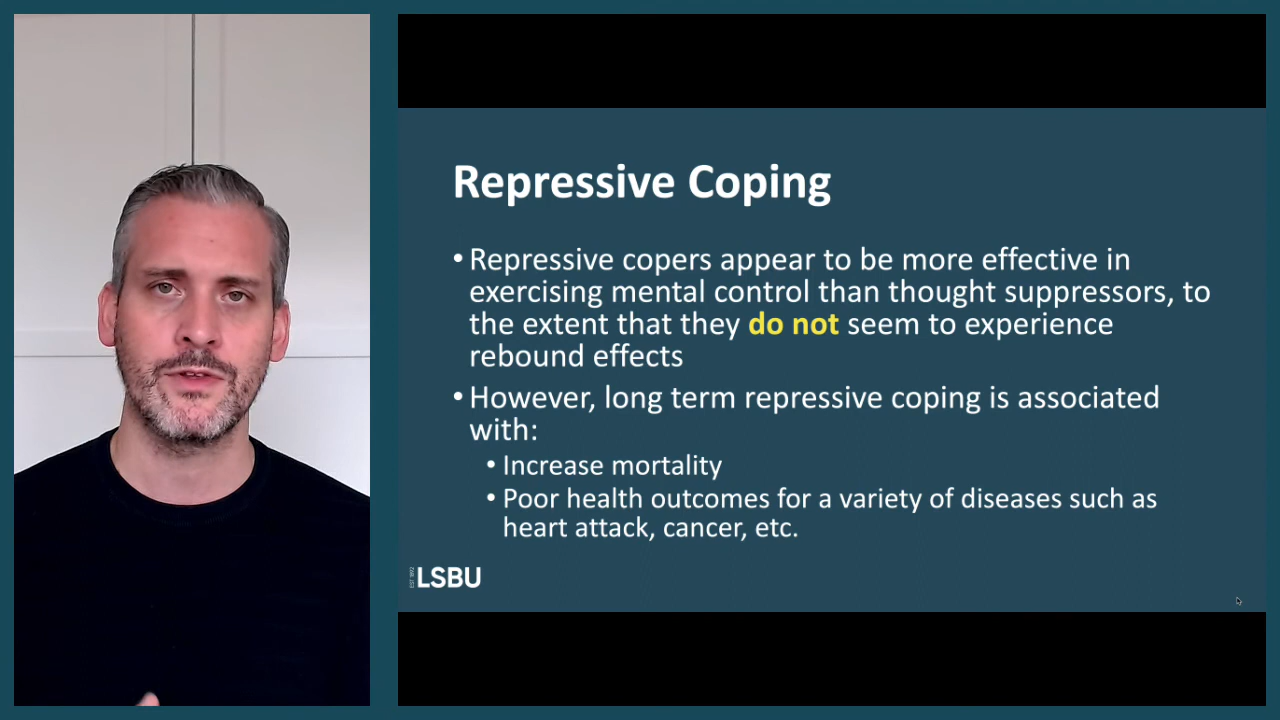 Repressive Coping
•Repressive copers appear to be more effective in
exercising mental control than thought suppressors, to
the extent that they do not seem to experience
rebound effects
•However, long term repressive coping is associated
with:
• Increase mortality
• Poor health outcomes for a variety of diseases such as
heart attack, cancer, etc.
EST 1892 LSBU